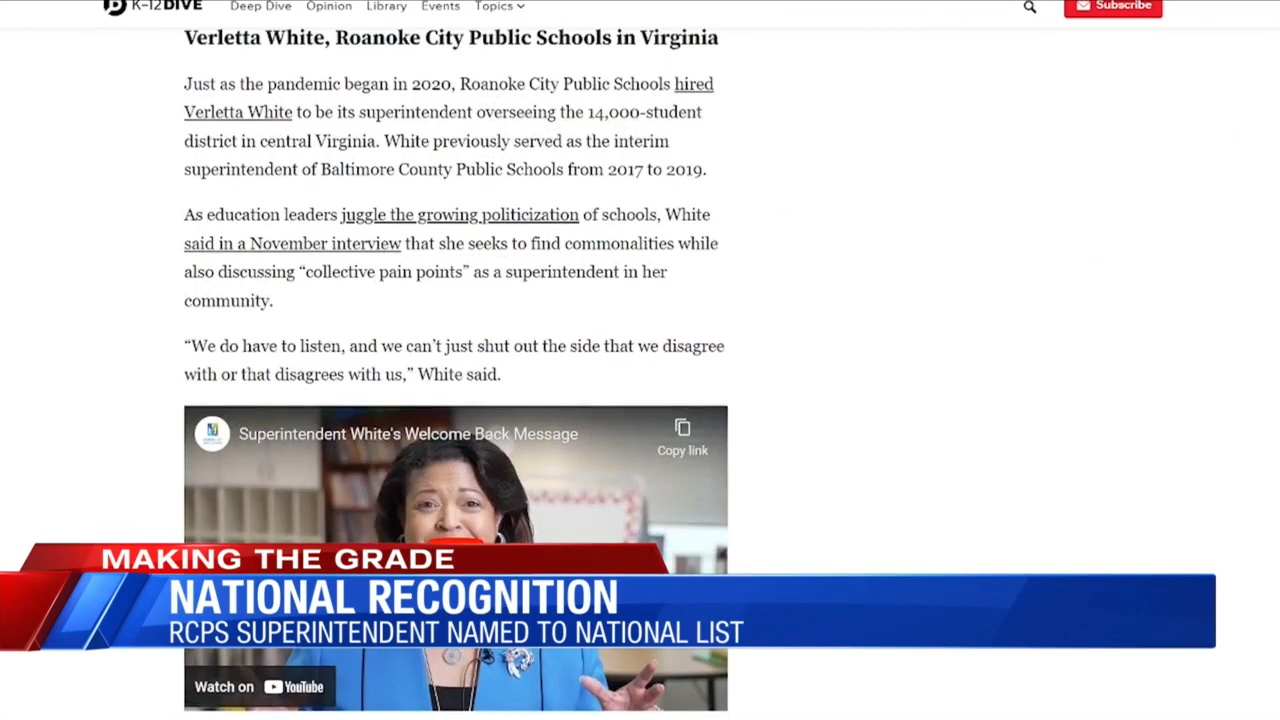 K-12 DIVE Deep Dive Opinion Library Events Topics Subscribe
Verletta White, Roanoke City Public Schools in Virginia
Just as the pandemic began in 2020, Roanoke City Public Schools hired
Verletta White to be its superintendent overseeing the 14,000-student
district in central Virginia. White previously served as the interim
superintendent of Baltimore County Public Schools from 2017 to 2019.
As education leaders juggle the growing politicization of schools, White
said in a November interview that she seeks to find commonalities while
also discussing “collective pain points” as a superintendent in her
community.
“We do have to listen, and we can’t just shut out the side that we disagree
with or that disagrees with us,” White said.
Superintendent White's Welcome Back Message
Copy link
MAKING THE GRADE
NATIONAL RECOGNITION
RCPS SUPERINTENDENT NAMED TO NATIONAL LIST
Watch on YouTube